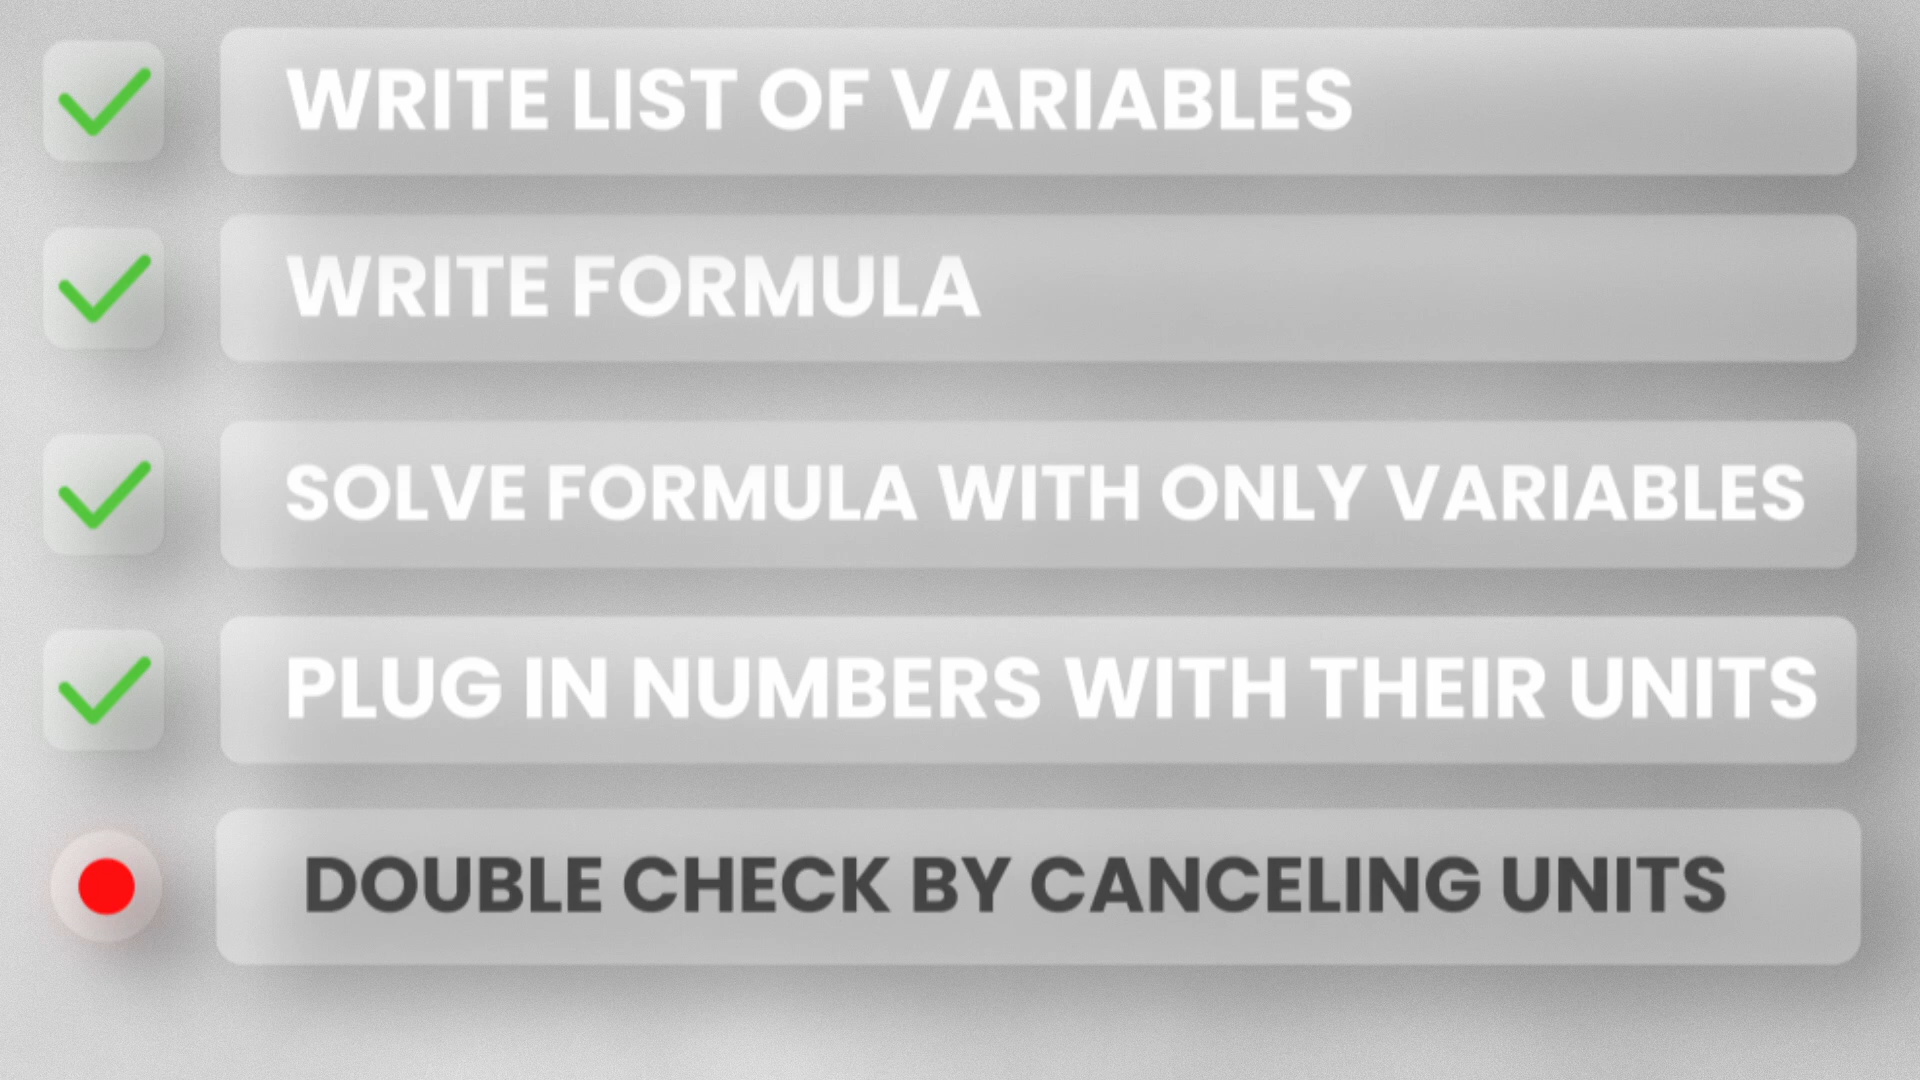 WRITE LIST OF VARIABLES
WRITE FORMULA
SOLVE FORMULA WITH ONLY VARIABLES
PLUG IN NUMBERS WITH THEIR UNITS
DOUBLE CHECK BY CANCELING UNITS